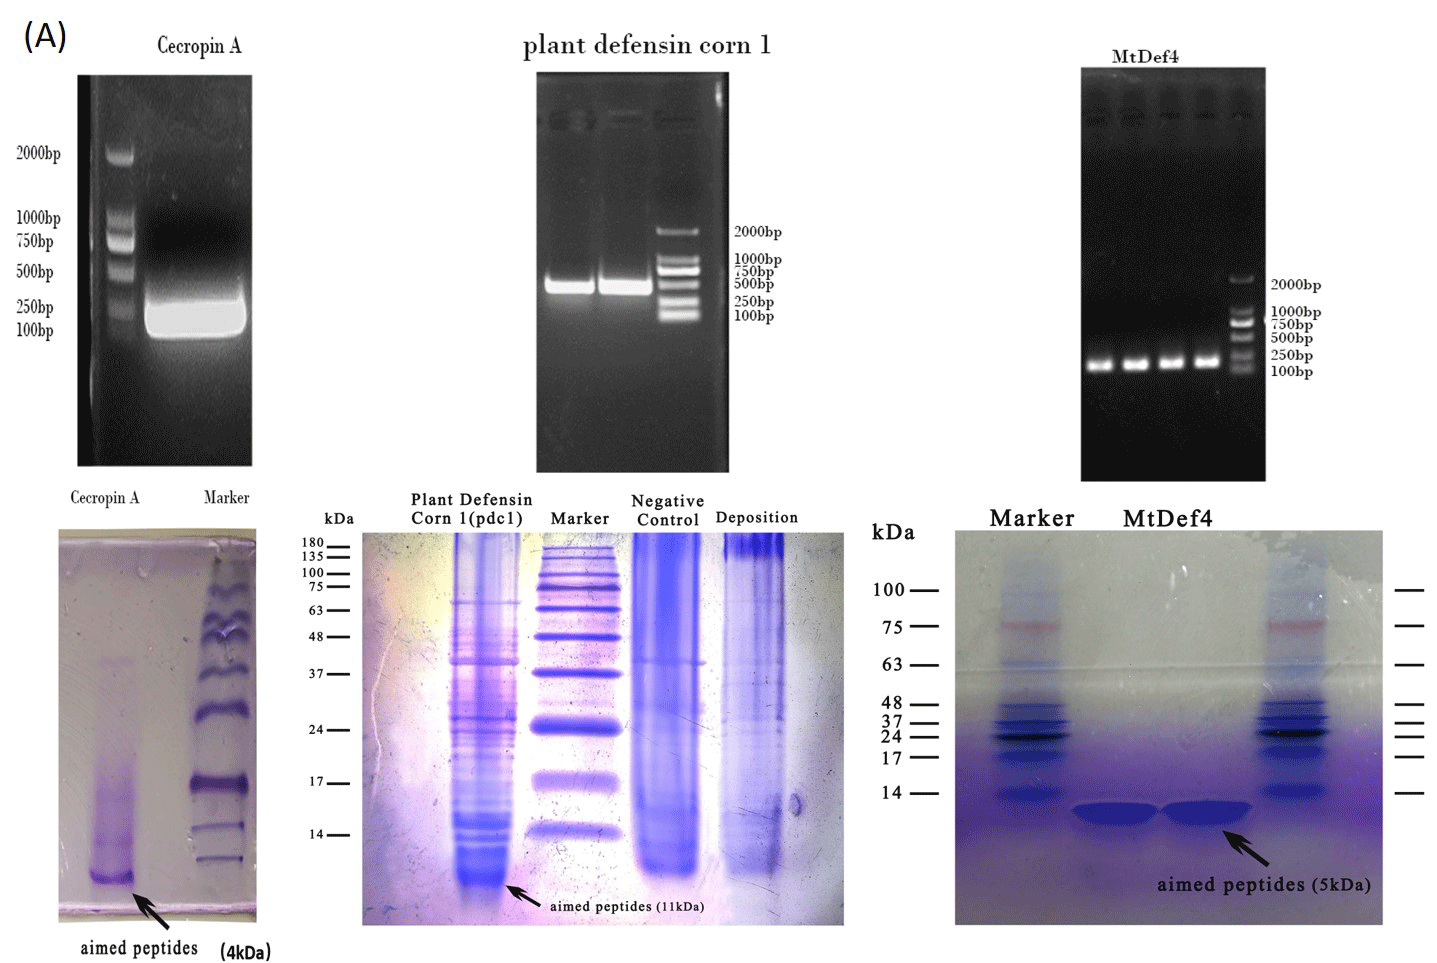 (A)
Cecropin A
2000bp
1000bp
750bp
500bp
250bp
100bp
plant defensin corn 1
2000bp
1000bp
750bp
500bp
250bp
100bp
MtDef4
2000bp
1000bp
750bp
500bp
250bp
100bp
Cecropin A Marker
aimed peptides (4kDa)
kDa
Plant Defensin
Corn 1(pdc1)
Marker
Negative
Control
Deposition
180
135
100
75
63
48
37
24
17
14
aimed peptides (11kDa)
kDa
Marker MtDef4
100
75
63
48
37
24
17
14
aimed peptides (5kDa)